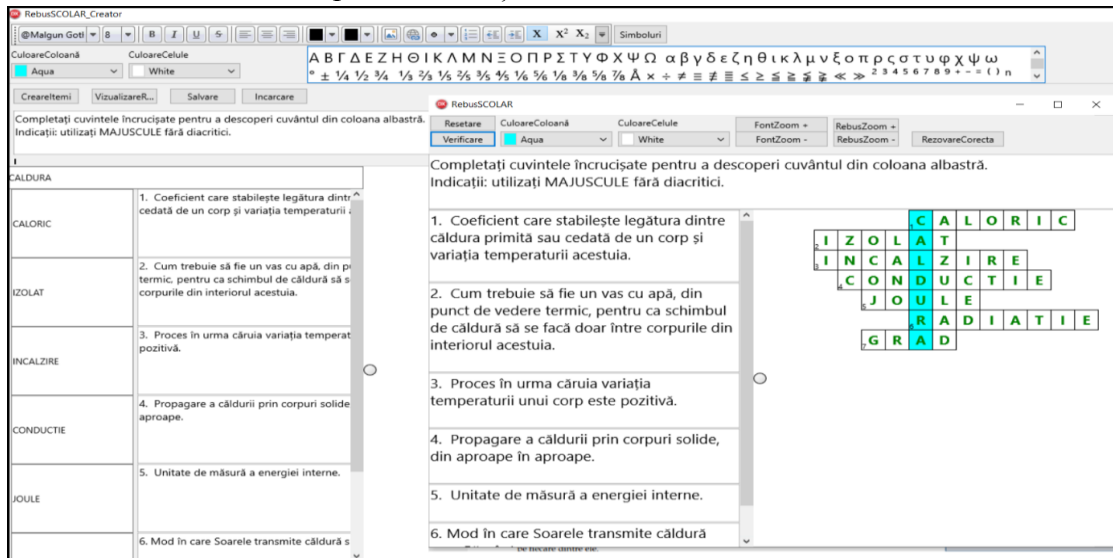 RebusSCOLAR_Creator
@Malgun Gotl 8 B I U S X X² X₂ Simboluri
CuloareColoană CuloareCelule
Aqua White
Α Β Γ Δ Ε Ζ Η Θ Ι Κ Λ Μ Ν Ξ Ο Π Ρ Σ Τ Υ Φ Χ Ψ Ω α β γ δ ε ζ η θ ι κ λ μ ν ξ ο π ρ ς σ τ υ φ χ ψ ω
° ± ¼ ½ ¾ ⅓ ⅔ ⅕ ⅖ ⅗ ⅘ ⅙ ⅚ ⅛ ⅜ ⅝ ⅞ Å × ÷ ≠ ≡ ≢ ≣ ≤ ≥ ≦ ≧ ≨ ≩ ≪ ≫ ² ³ ⁴ ⁵ ⁶ ⁷ ⁸ ⁹ ⁺ ⁻ ⁼ ⁽ ⁾ ⁿ
CreareItemi VizualizareR... Salvare Incarcare
Completați cuvintele încrucișate pentru a descoperi cuvântul din coloana albastră.
Indicații: utilizați MAJUSCULE fără diacritici.
CALDURA
CALORIC
1. Coeficient care stabilește legătura dintr
cedată de un corp și variația temperaturii
IZOLAT
2. Cum trebuie să fie un vas cu apă, din p
termic, pentru ca schimbul de căldură să s
corpurile din interiorul acestuia.
INCALZIRE
3. Proces în urma căruia variația temperat
pozitivă.
CONDUCTIE
4. Propagare a căldurii prin corpuri solide
aproape.
JOULE
5. Unitate de măsură a energiei interne.
6. Mod în care Soarele transmite căldură s
RebusSCOLAR
Resetare CuloareColoană CuloareCelule FontZoom + RebusZoom +
Verificare Aqua White FontZoom - RebusZoom - RezovareCorecta
Completați cuvintele încrucișate pentru a descoperi cuvântul din coloana albastră.
Indicații: utilizați MAJUSCULE fără diacritici.
1. Coeficient care stabilește legătura dintre
căldura primită sau cedată de un corp și
variația temperaturii acestuia.
2. Cum trebuie să fie un vas cu apă, din
punct de vedere termic, pentru ca schimbul
de căldură să se facă doar între corpurile din
interiorul acestuia.
3. Proces în urma căruia variația
temperaturii unui corp este pozitivă.
4. Propagare a căldurii prin corpuri solide,
din aproape în aproape.
5. Unitate de măsură a energiei interne.
6. Mod în care Soarele transmite căldură
1 C A L O R I C
2 I Z O L A T
3 I N C A L Z I R E
4 C O N D U C T I E
5 J O U L E
6 R A D I A T I E
7 G R A D
pe fiecare dintre ele.